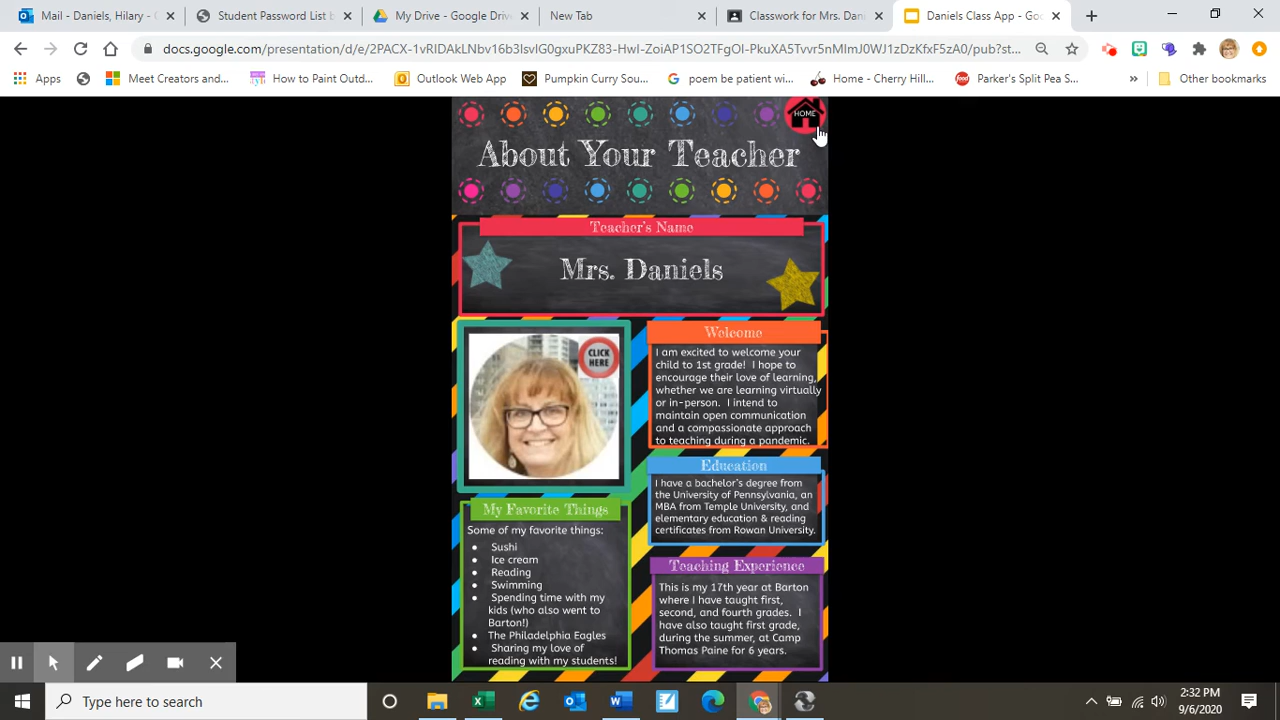 Mail - Daniels, Hilary -
Student Password List b
My Drive - Google Drive
New Tab
Classwork for Mrs. Dani
Daniels Class App - Goo
docs.google.com/presentation/d/e/2PACX-1vRIDAkLNbv16b3IsvlG0gxuPKZ83-HwI-ZoiAP1SO2TFgOI-PkuXA5Tvvr5nMlmJ0WJ1zDzKfxF5zA0/pub?st...
Apps
Meet Creators and...
How to Paint Outd...
Outlook Web App
Pumpkin Curry Sou...
poem be patient wi...
Home - Cherry Hill...
Parker's Split Pea S...
»
Other bookmarks
HOME
About Your Teacher
Teacher's Name
Mrs. Daniels
CLICK
HERE
Welcome
I am excited to welcome your
child to 1st grade! I hope to
encourage their love of learning,
whether we are learning virtually
or in-person. I intend to
maintain open communication
and a compassionate approach
to teaching during a pandemic.
Education
I have a bachelor's degree from
the University of Pennsylvania, an
MBA from Temple University, and
elementary education & reading
certificates from Rowan University.
My Favorite Things
Some of my favorite things:
● Sushi
● Ice cream
● Reading
● Swimming
● Spending time with my
kids (who also went to
Barton!)
● The Philadelphia Eagles
● Sharing my love of
reading with my students!
Teaching Experience
This is my 17th year at Barton
where I have taught first,
second, and fourth grades. I
have also taught first grade,
during the summer, at Camp
Thomas Paine for 6 years.
Type here to search
2:32 PM
9/6/2020